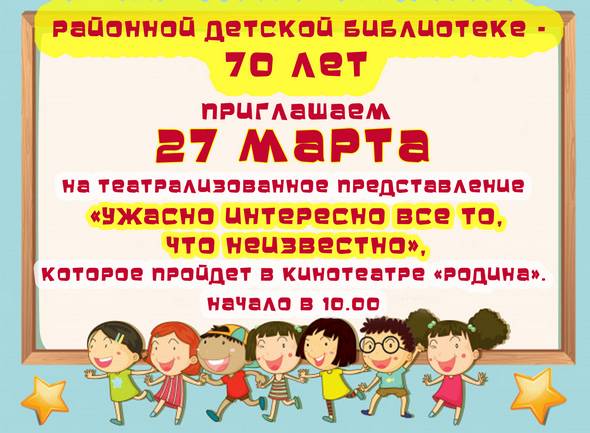 РАЙОННОЙ ДЕТСКОЙ БИБЛИОТЕКЕ -
70 ЛЕТ
ПРИГЛАШАЕМ
27 МАРТА
НА ТЕАТРАЛИЗОВАННОЕ ПРЕДСТАВЛЕНИЕ
«УЖАСНО ИНТЕРЕСНО ВСЕ ТО,
ЧТО НЕИЗВЕСТНО»,
КОТОРОЕ ПРОЙДЕТ В КИНОТЕАТРЕ «РОДИНА».
НАЧАЛО В 10.00